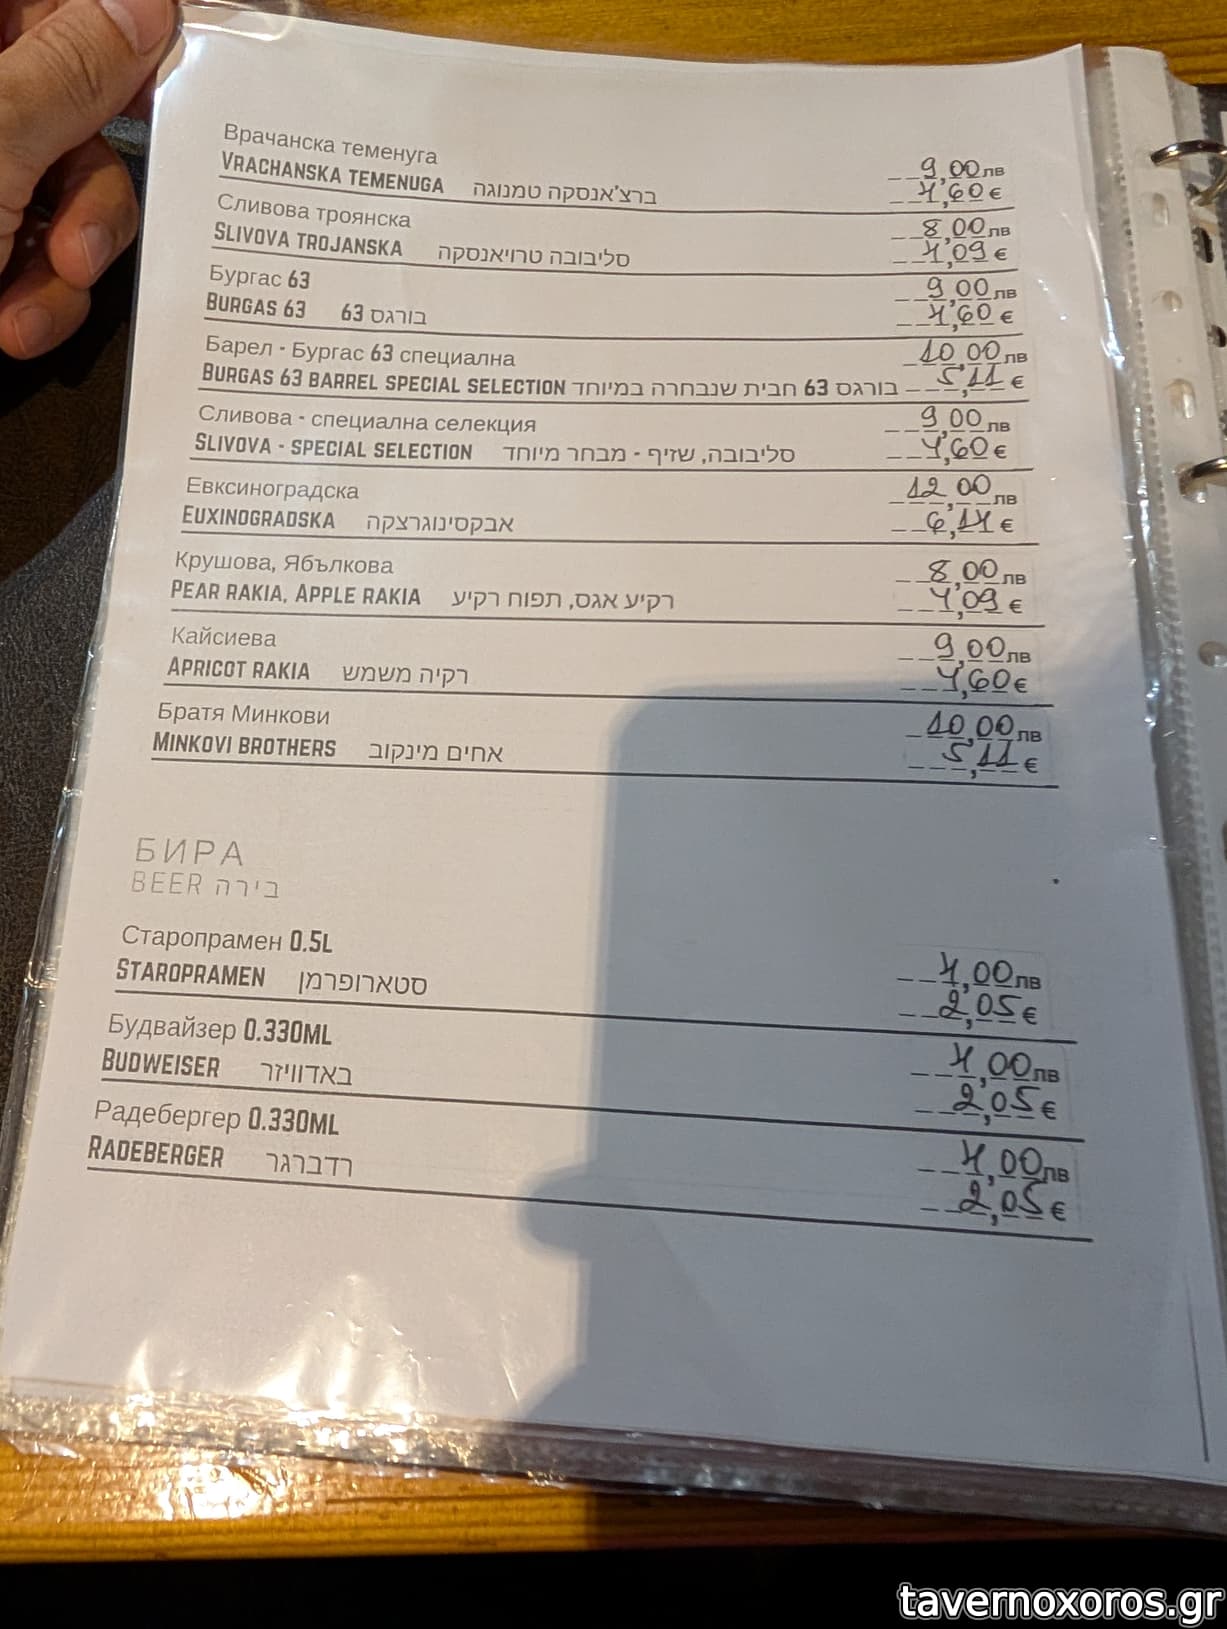 Врачанска теменуга
VRACHANSKA TEMENUGA ברצ'אנסקה טמנוגה
9,00лв
4,60€
Сливова троянска
SLIVOVA TROJANSKA סליבובה טרויאנסקה
8,00лв
4,09€
Бургас 63
BURGAS 63 בורגס 63
9,00лв
4,60€
Барел - Бургас 63 специална
BURGAS 63 BARREL SPECIAL SELECTION בורגס 63 חבית שנבחרה במיוחד
10,00лв
5,11€
Сливова - специална селекция
SLIVOVA - SPECIAL SELECTION סליבובה, שזיף - מבחר מיוחד
9,00лв
4,60€
Евксиноградска
EUXINOGRADSKA אבקסינוגרצקה
12,00лв
6,14€
Крушова, Ябълкова
PEAR RAKIA, APPLE RAKIA רקיע אגס, תפוח רקיע
8,00лв
4,09€
Кайсиева
APRICOT RAKIA רקיה משמש
9,00лв
4,60€
Братя Минкови
MINKOVI BROTHERS אחים מינקוב
10,00лв
5,11€
БИРА
BEER בירה
Старопрамен 0.5L
STAROPRAMEN סטארופרמן
4,00лв
2,05€
Будвайзер 0.330ML
BUDWEISER באדווייזר
4,00лв
2,05€
Радебергер 0.330ML
RADEBERGER רדברגר
4,00лв
2,05€
tavernoxoros.gr